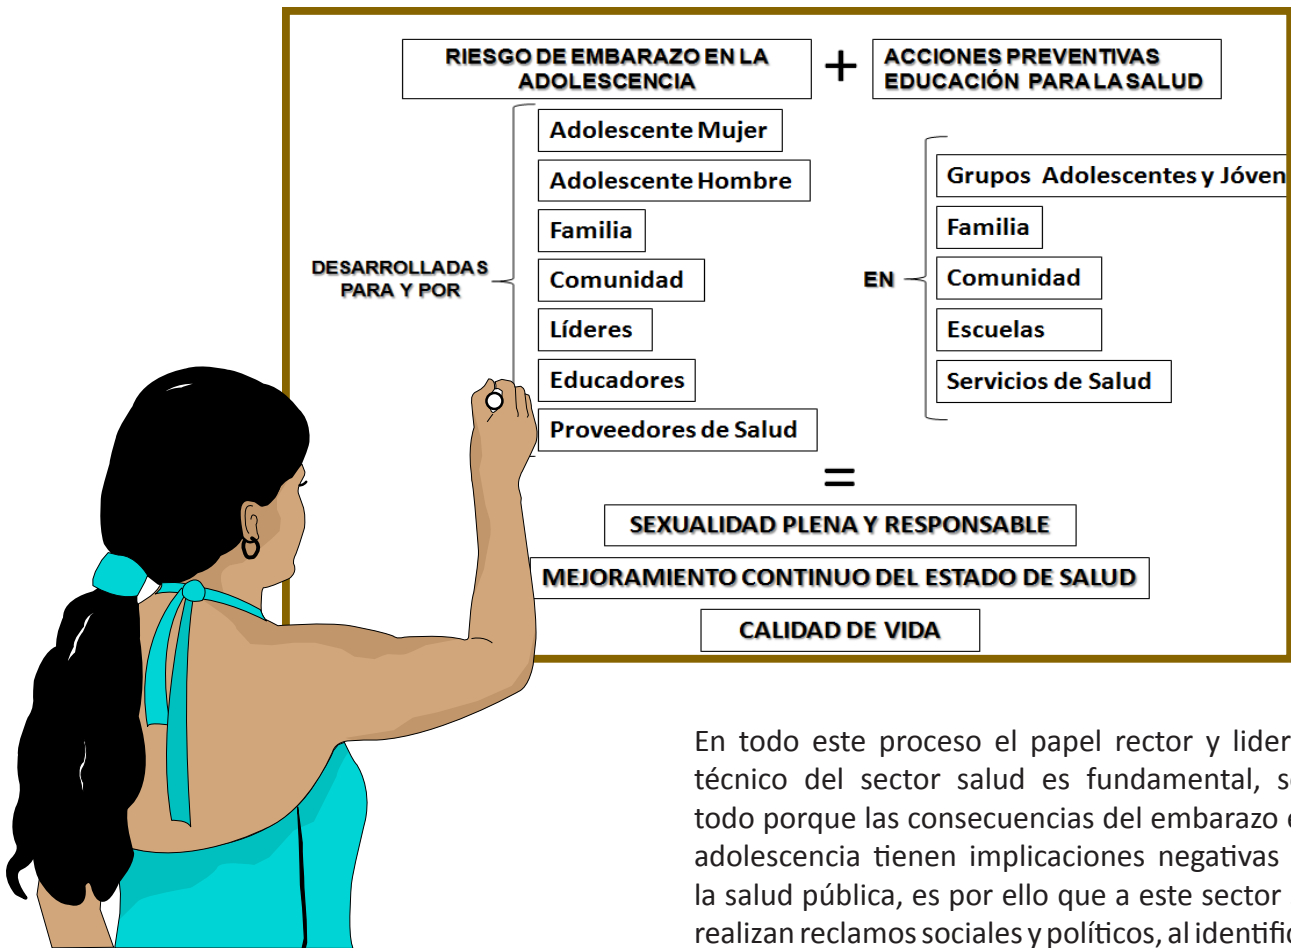 RIESGO DE EMBARAZO EN LA
ADOLESCENCIA
+
ACCIONES PREVENTIVAS
EDUCACIÓN PARA LA SALUD
DESARROLLADAS
PARA Y POR
Adolescente Mujer
Adolescente Hombre
Familia
Comunidad
Líderes
Educadores
Proveedores de Salud
EN
Grupos Adolescentes y Jóven
Familia
Comunidad
Escuelas
Servicios de Salud
=
SEXUALIDAD PLENA Y RESPONSABLE
MEJORAMIENTO CONTINUO DEL ESTADO DE SALUD
CALIDAD DE VIDA
En todo este proceso el papel rector y lider
técnico del sector salud es fundamental, s
todo porque las consecuencias del embarazo e
adolescencia tienen implicaciones negativas
la salud pública, es por ello que a este sector
realizan reclamos sociales y políticos, al identific